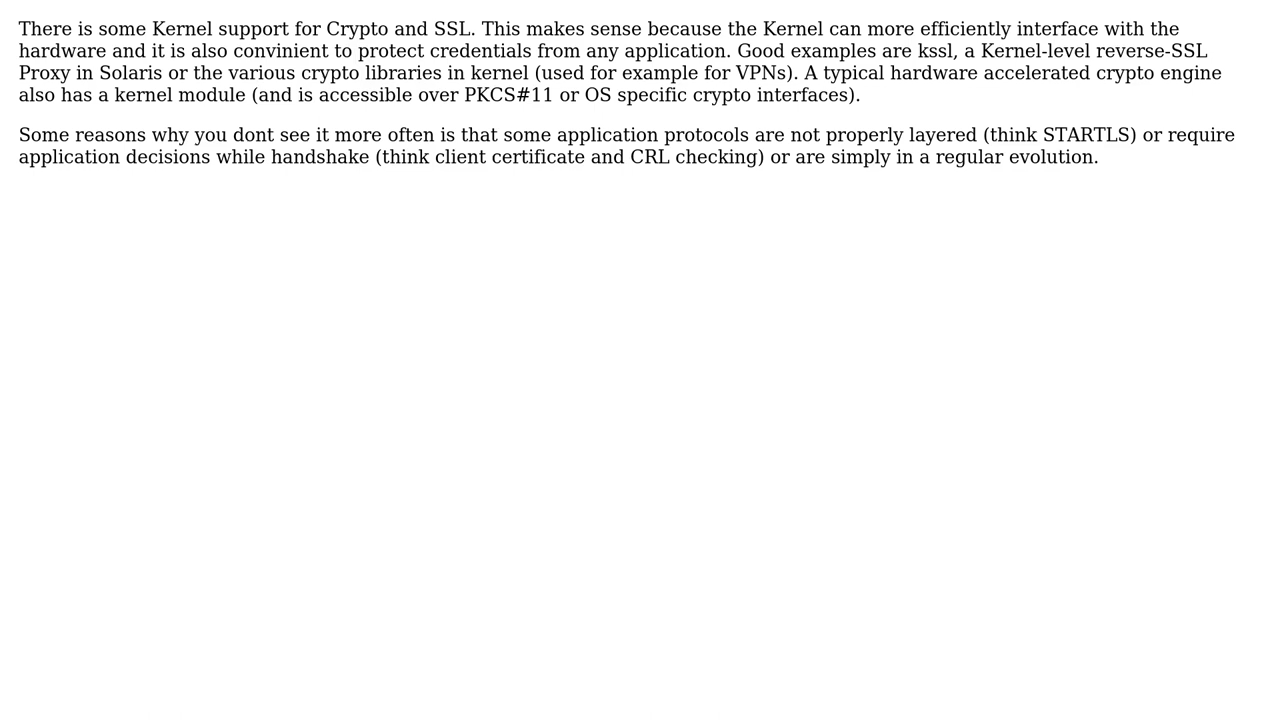 There is some Kernel support for Crypto and SSL. This makes sense because the Kernel can more efficiently interface with the
hardware and it is also convinient to protect credentials from any application. Good examples are kssl, a Kernel-level reverse-SSL
Proxy in Solaris or the various crypto libraries in kernel (used for example for VPNs). A typical hardware accelerated crypto engine
also has a kernel module (and is accessible over PKCS#11 or OS specific crypto interfaces).
Some reasons why you dont see it more often is that some application protocols are not properly layered (think STARTLS) or require
application decisions while handshake (think client certificate and CRL checking) or are simply in a regular evolution.